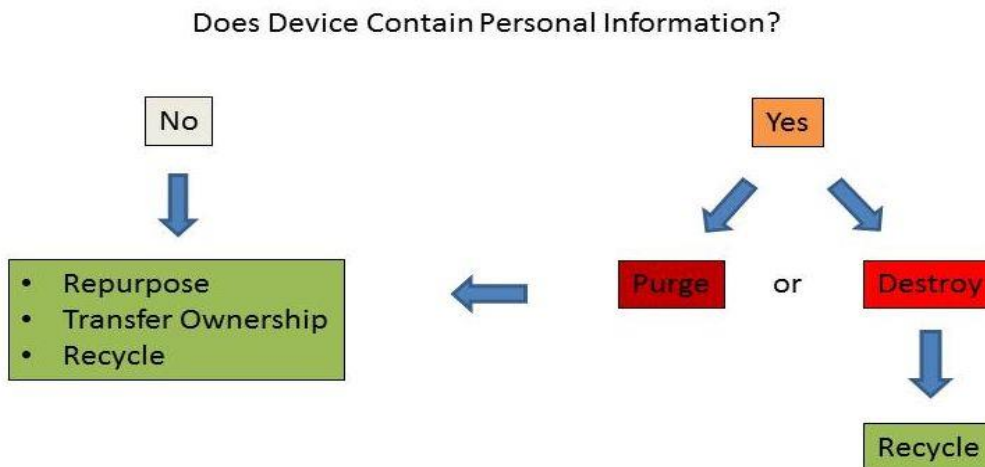 Does Device Contain Personal Information?
No
Yes
• Repurpose
• Transfer Ownership
• Recycle
Purge or Destroy
Recycle